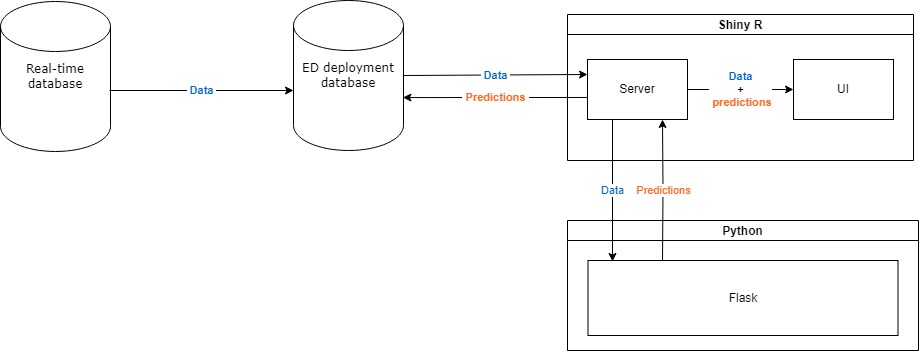 Real-time
database
Data
ED deployment
database
Data
Predictions
Shiny R
Server
Data
+
predictions
UI
Data
Predictions
Python
Flask